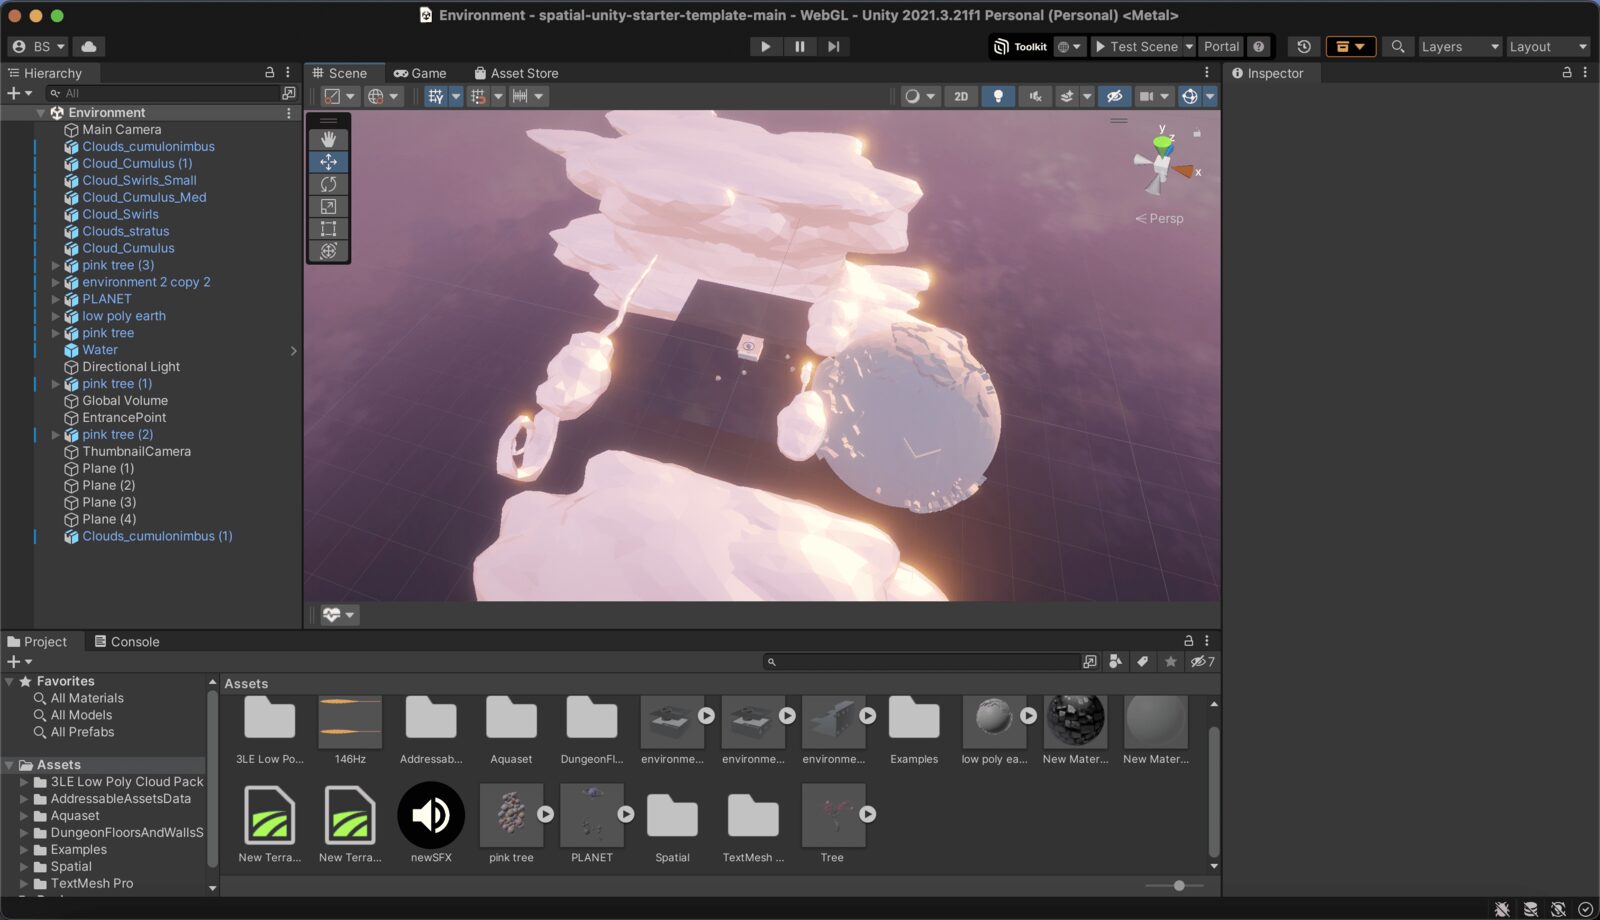 Environment - spatial-unity-starter-template-main - WebGL - Unity 2021.3.21f1 Personal (Personal) <Metal>
BS
Toolkit
Test Scene
Portal
Layers
Layout
Hierarchy
Scene
Game
Asset Store
Inspector
All
2D
Environment
Main Camera
Clouds_cumulonimbus
Cloud_Cumulus (1)
Cloud_Swirls_Small
Cloud_Cumulus_Med
Cloud_Swirls
Clouds_stratus
Cloud_Cumulus
pink tree (3)
environment 2 copy 2
PLANET
low poly earth
pink tree
Water
Directional Light
pink tree (1)
Global Volume
EntrancePoint
pink tree (2)
ThumbnailCamera
Plane (1)
Plane (2)
Plane (3)
Plane (4)
Clouds_cumulonimbus (1)
y
z
x
Persp
Project
Console
7
Favorites
All Materials
All Models
All Prefabs
Assets
3LE Low Poly Cloud Pack
AddressableAssetsData
Aquaset
DungeonFloorsAndWallsS
Examples
Spatial
TextMesh Pro
Assets
3LE Low Po...
146Hz
Addressab...
Aquaset
DungeonFl...
environme...
environme...
environme...
Examples
low poly ea...
New Mater...
New Mater...
New Terra...
New Terra...
newSFX
pink tree
PLANET
Spatial
TextMesh ...
Tree